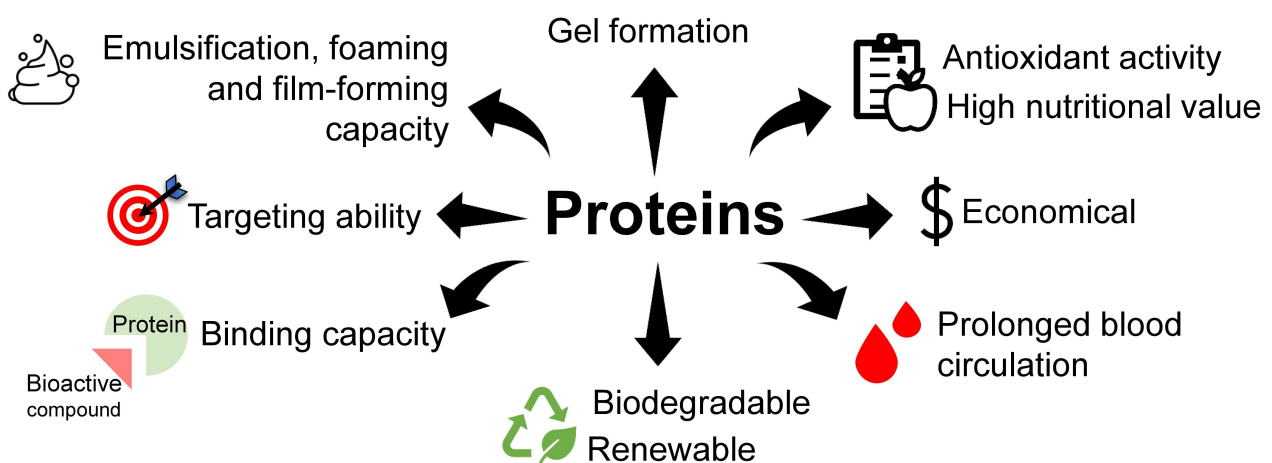 Gel formation
Emulsification, foaming
and film-forming
capacity
Antioxidant activity
High nutritional value
Proteins
Targeting ability
$ Economical
Protein
Binding capacity
Bioactive
compound
Prolonged blood
circulation
Biodegradable
Renewable